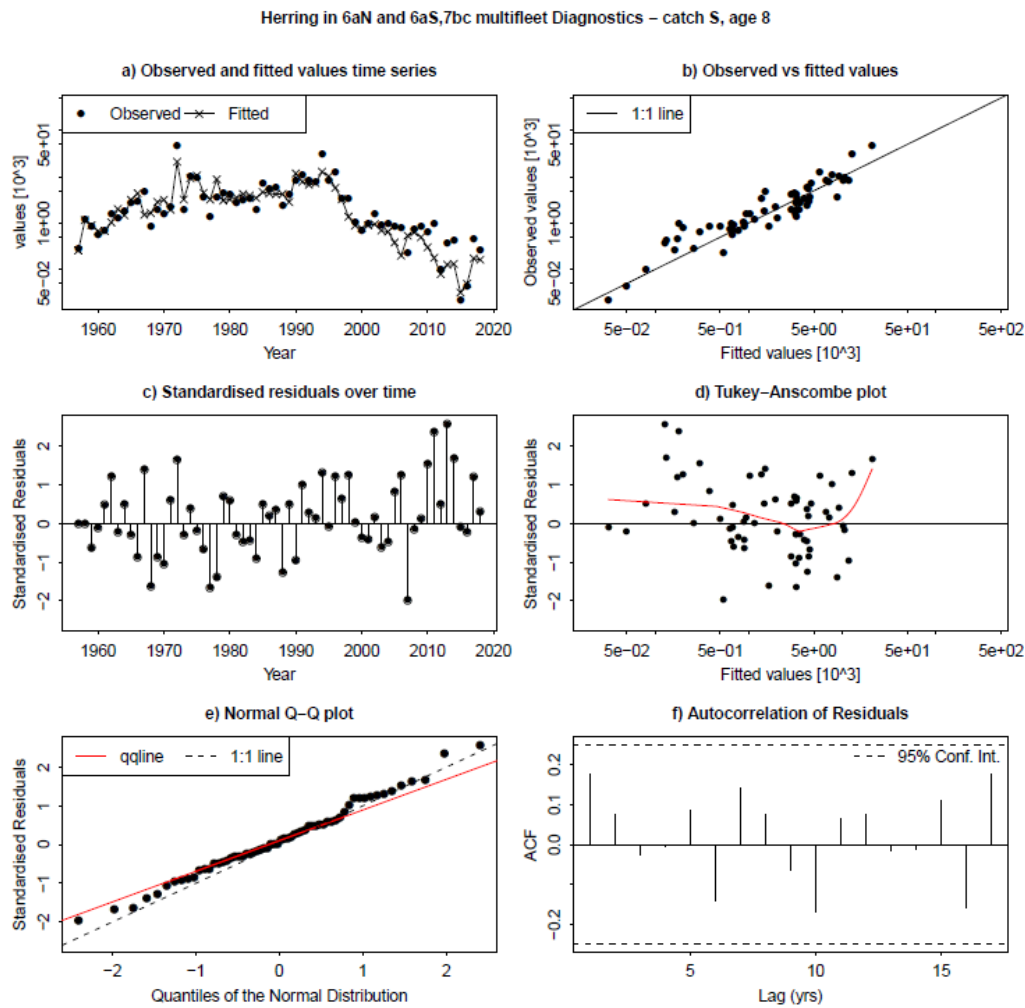 Herring in 6aN and 6aS,7bc multifleet Diagnostics − catch S, age 8
a) Observed and fitted values time series
Observed
Fitted
values [10^3]
5e+01
1e+00
5e−02
1960 1970 1980 1990 2000 2010 2020
Year
b) Observed vs fitted values
1:1 line
Observed values [10^3]
5e+01
1e+00
5e−02
5e−02 5e−01 5e+00 5e+01 5e+02
Fitted values [10^3]
c) Standardised residuals over time
Standardised Residuals
2
1
0
−1
−2
1960 1970 1980 1990 2000 2010 2020
Year
d) Tukey−Anscombe plot
Standardised Residuals
2
1
0
−1
−2
5e−02 5e−01 5e+00 5e+01 5e+02
Fitted values [10^3]
e) Normal Q−Q plot
qqline
1:1 line
Standardised Residuals
2
1
0
−1
−2
−2 −1 0 1 2
Quantiles of the Normal Distribution
f) Autocorrelation of Residuals
95% Conf. Int.
ACF
0.2
0.1
0.0
−0.2
5 10 15
Lag (yrs)